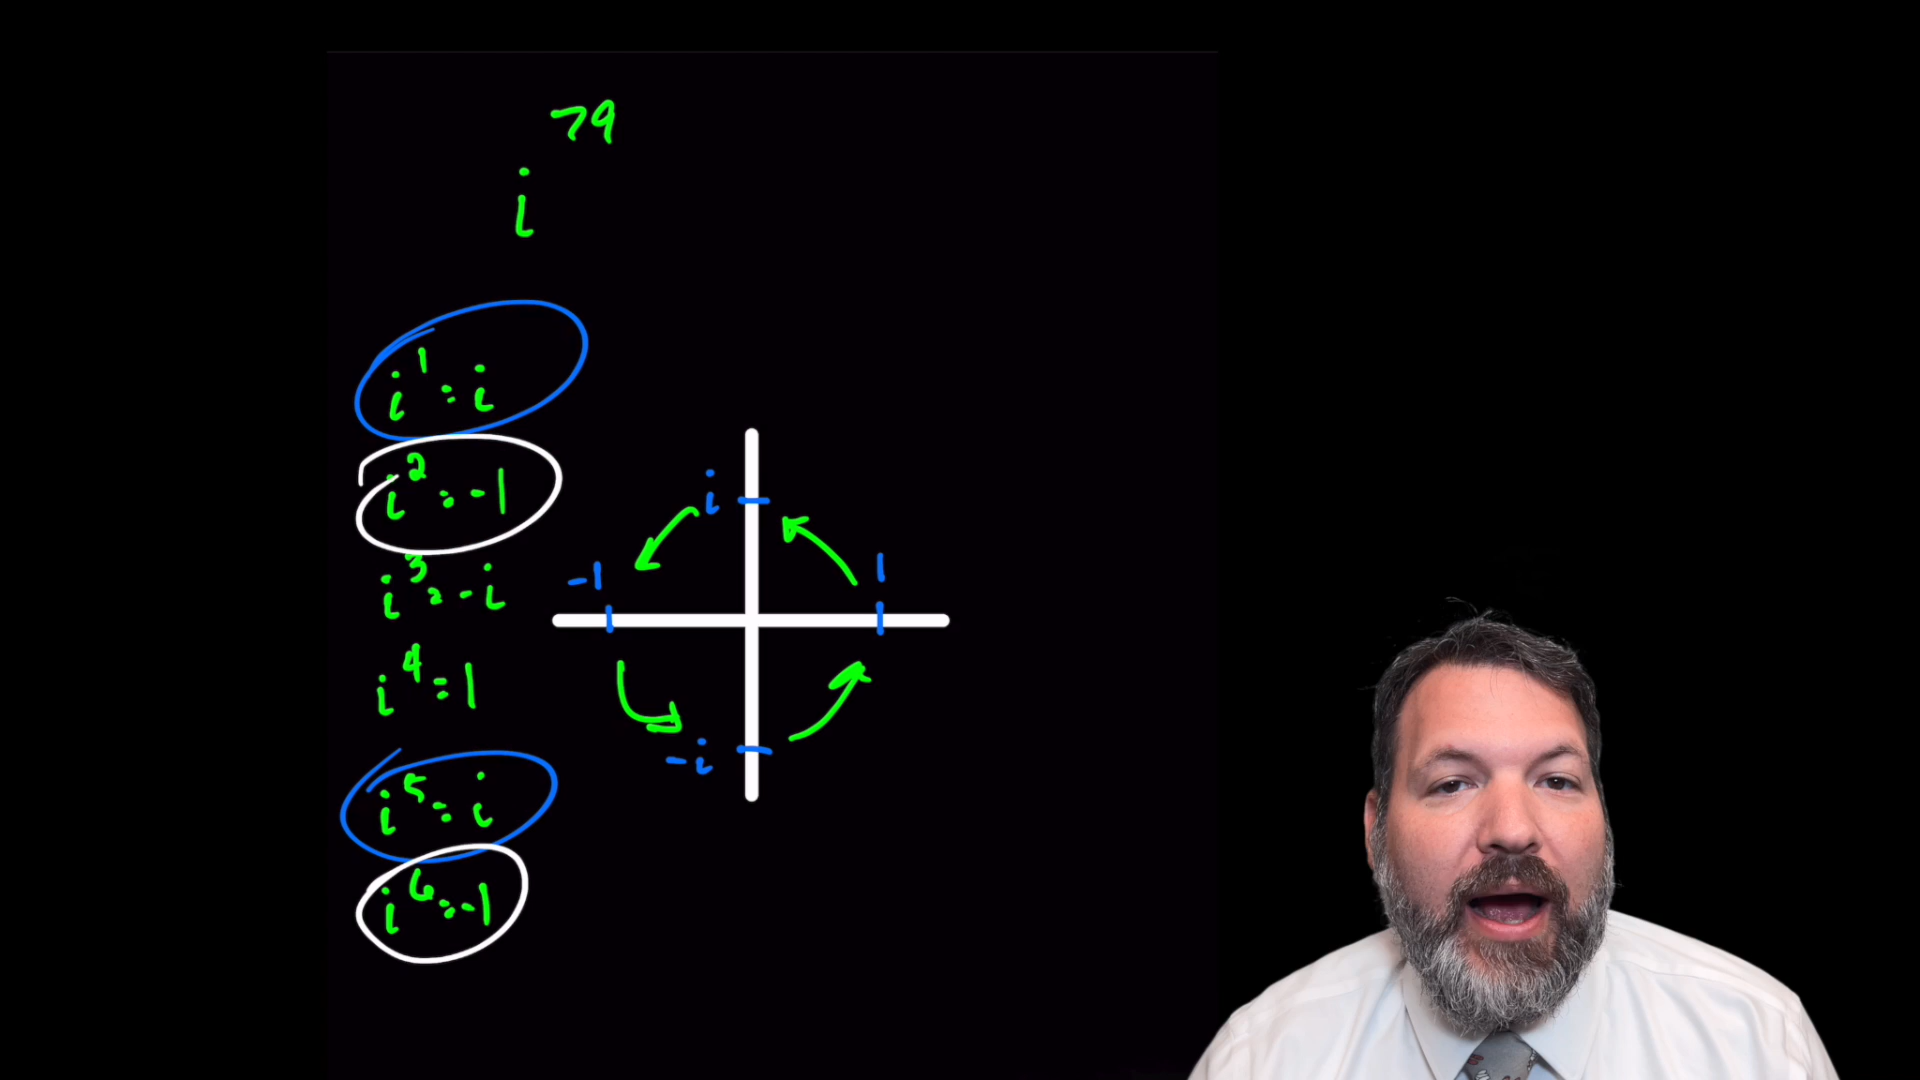 i^79
i^1 = i
i^2 = -1
i^3 = -i
i^4 = 1
i^5 = i
i^6 = -1
i
-1
1
-i